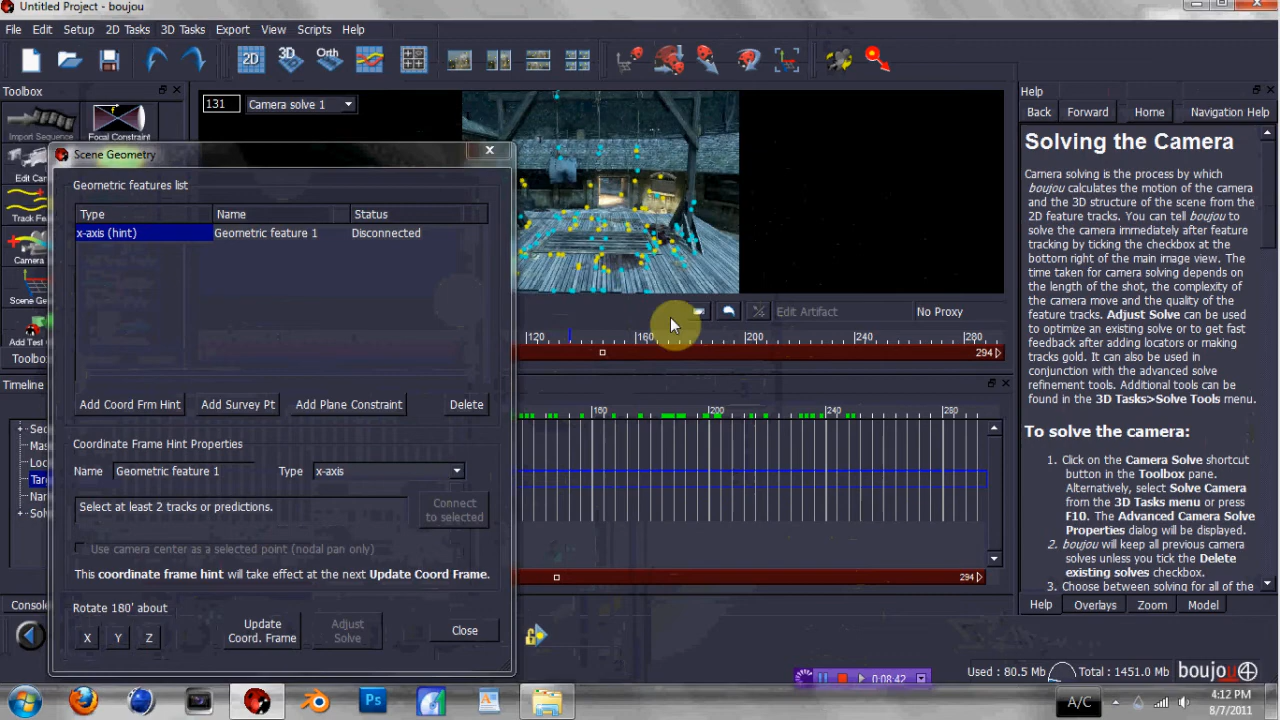 Untitled Project - boujou
File Edit Setup 2D Tasks 3D Tasks Export View Scripts Help
2D 3D Orth
Toolbox
Import Sequence
Focal Constraint
Edit Car
Track Fea
Camera
Scene Ge
Add Test
Toolbo
131 Camera solve 1
Scene Geometry
Geometric features list
Type Name Status
x-axis (hint) Geometric feature 1 Disconnected
Add Coord Frm Hint Add Survey Pt Add Plane Constraint Delete
Coordinate Frame Hint Properties
Name Geometric feature 1 Type x-axis
Select at least 2 tracks or predictions.
Connect to selected
Use camera center as a selected point (nodal pan only)
This coordinate frame hint will take effect at the next Update Coord Frame.
Rotate 180' about
X Y Z
Update Coord. Frame
Adjust Solve
Close
Edit Artifact No Proxy
120 160 200 240 280
294
Timeline
180 200 240 280
Sec
Mas
Loc
Targ
Nar
Solv
294
Consol
Help
Back Forward Home Navigation Help
Solving the Camera
Camera solving is the process by which
boujou calculates the motion of the camera
and the 3D structure of the scene from the
2D feature tracks. You can tell boujou to
solve the camera immediately after feature
tracking by ticking the checkbox at the
bottom right of the main image view. The
time taken for camera solving depends on
the length of the shot, the complexity of
the camera move and the quality of the
feature tracks. Adjust Solve can be used
to optimize an existing solve or to get fast
feedback after adding locators or making
tracks gold. It can also be used in
conjunction with the advanced solve
refinement tools. Additional tools can be
found in the 3D Tasks>Solve Tools menu.
To solve the camera:
1. Click on the Camera Solve shortcut
button in the Toolbox pane.
Alternatively, select Solve Camera
from the 3D Tasks menu or press
F10. The Advanced Camera Solve
Properties dialog will be displayed.
2. boujou will keep all previous camera
solves unless you tick the Delete
existing solves checkbox.
3. Choose between solving for all of the
Help Overlays Zoom Model
Used : 80.5 Mb Total : 1451.0 Mb boujou
0:08:42
Ps
A/C
4:12 PM
8/7/2011